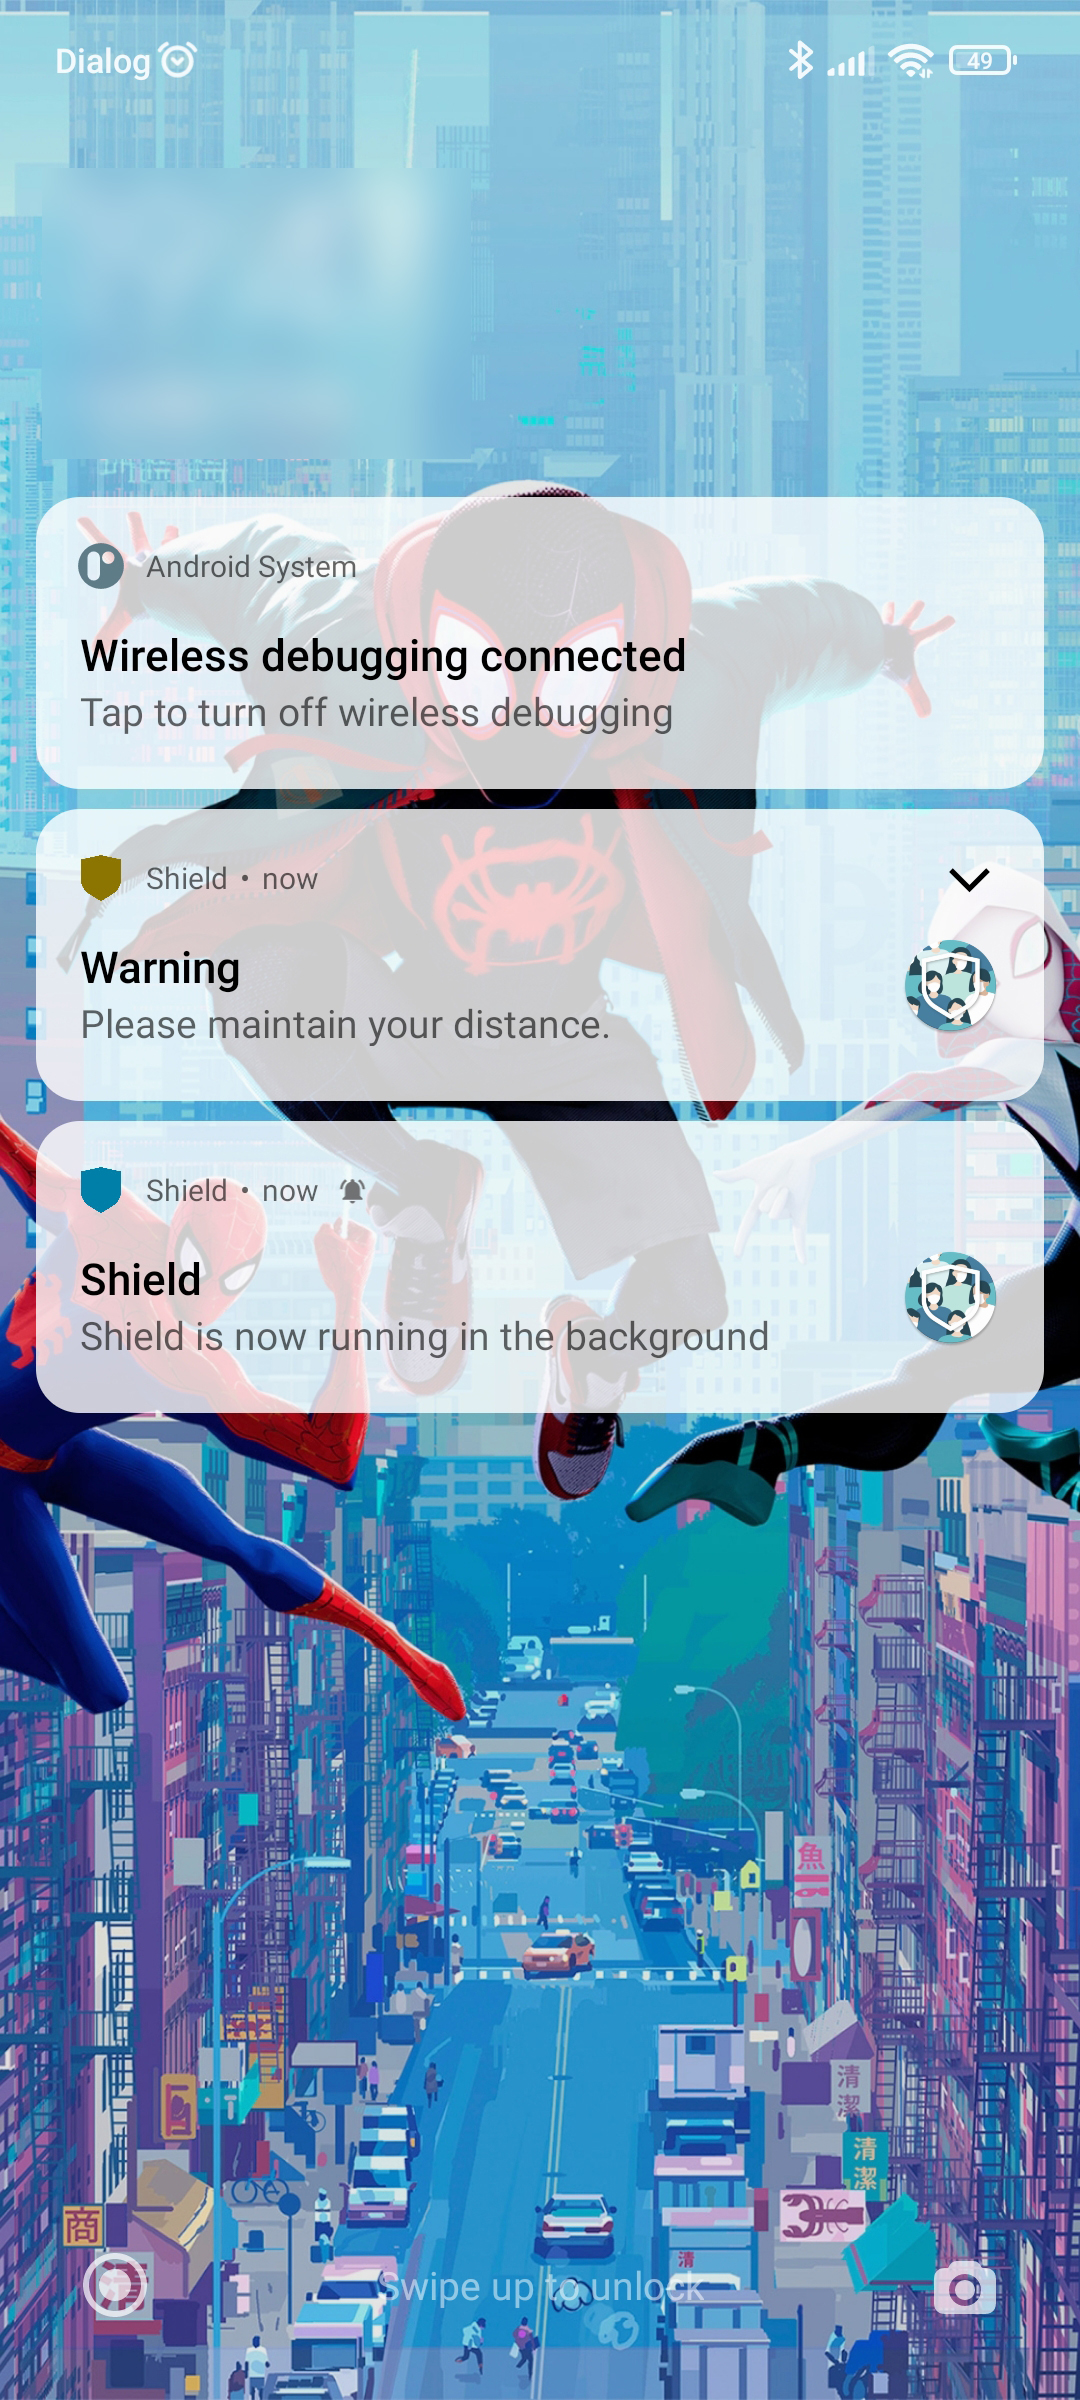 Dialog
49
Android System
Wireless debugging connected
Tap to turn off wireless debugging
Shield • now
Warning
Please maintain your distance.
Shield • now
Shield
Shield is now running in the background
魚
清
潔
清
潔
商
清
清
Swipe up to unlock